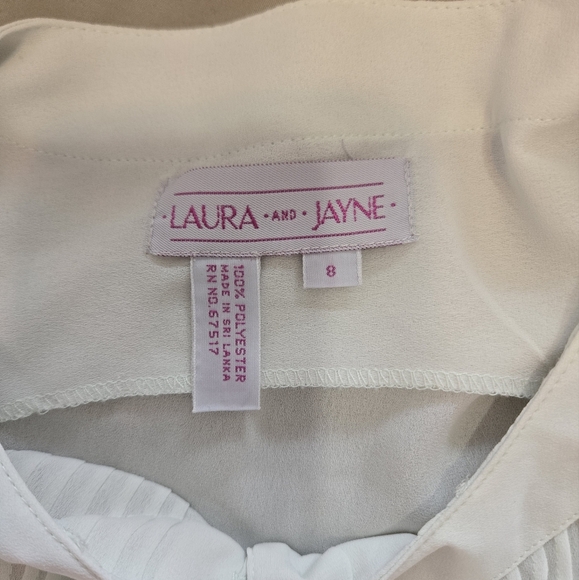 ·LAURA·AND·JAYNE·
8
100% POLYESTER
MADE IN SRI LANKA
RN NO.67517